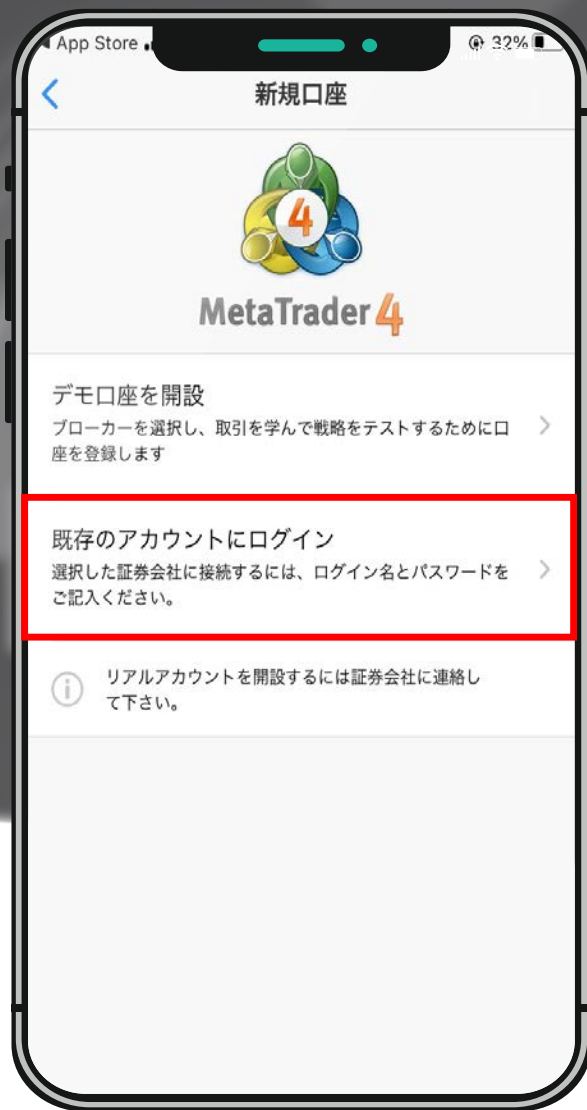 App Store
32%
新規口座
4
MetaTrader 4
デモ口座を開設
ブローカーを選択し、取引を学んで戦略をテストするために口
座を登録します
既存のアカウントにログイン
選択した証券会社に接続するには、ログイン名とパスワードを
ご記入ください。
リアルアカウントを開設するには証券会社に連絡し
て下さい。